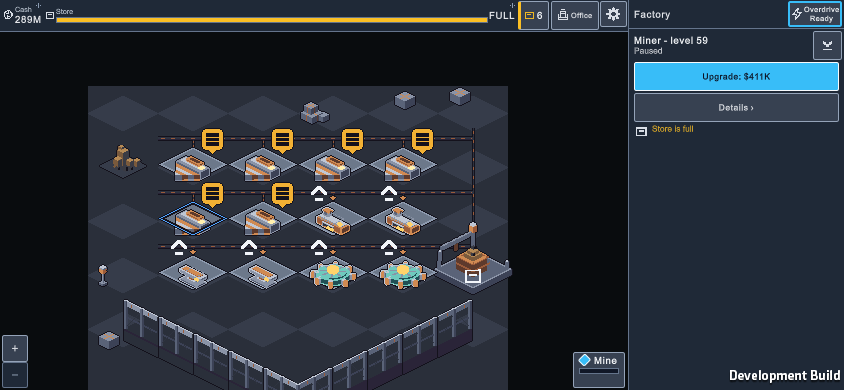 Cash
289M
Store
FULL
6
Office
Factory
Overdrive
Ready
Miner - level 59
Paused
Upgrade: $411K
Details ›
Store is full
+
−
Mine
Development Build